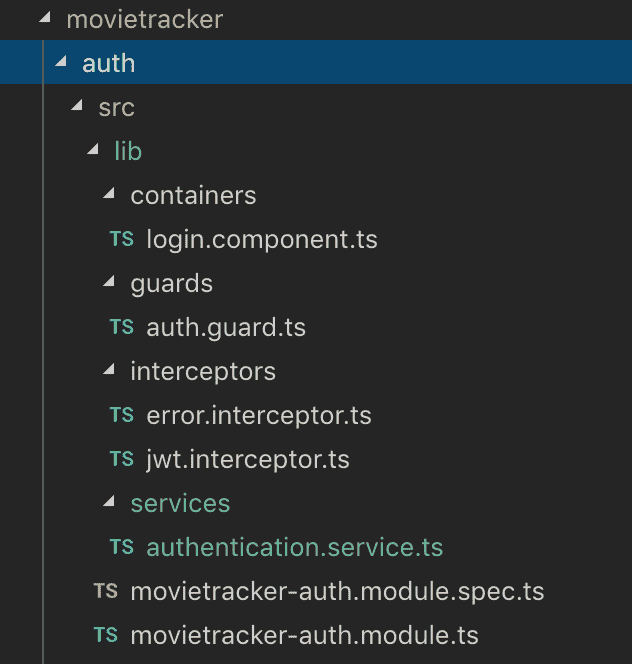 movietracker
auth
src
lib
containers
TS login.component.ts
guards
TS auth.guard.ts
interceptors
TS error.interceptor.ts
TS jwt.interceptor.ts
services
TS authentication.service.ts
TS movietracker-auth.module.spec.ts
TS movietracker-auth.module.ts